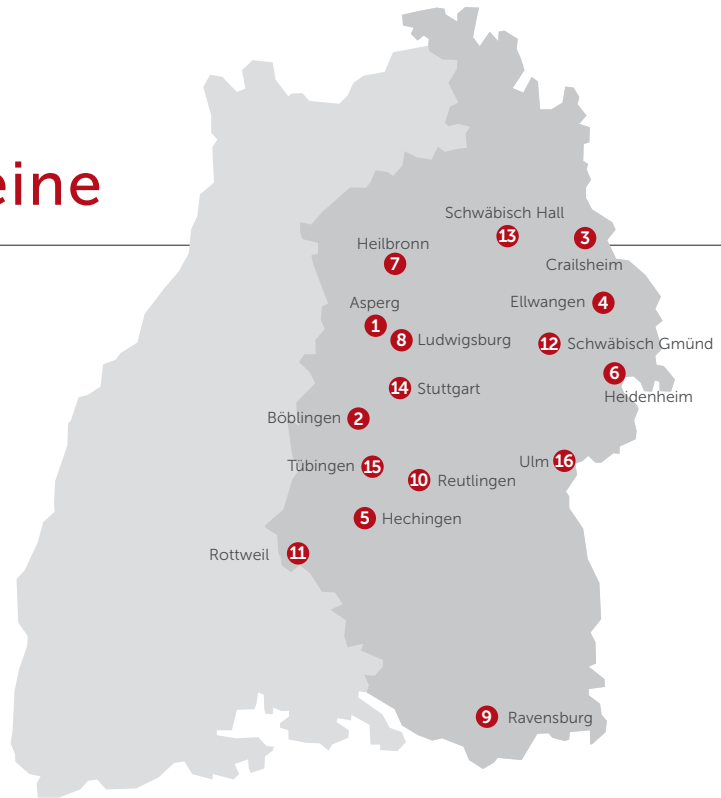 eine
Schwäbisch Hall
13
3
Crailsheim
Heilbronn
7
Ellwangen 4
Asperg
1
8 Ludwigsburg
12 Schwäbisch Gmünd
6
Heidenheim
14 Stuttgart
Böblingen 2
Tübingen 15
Ulm 16
10 Reutlingen
5 Hechingen
Rottweil 11
9 Ravensburg